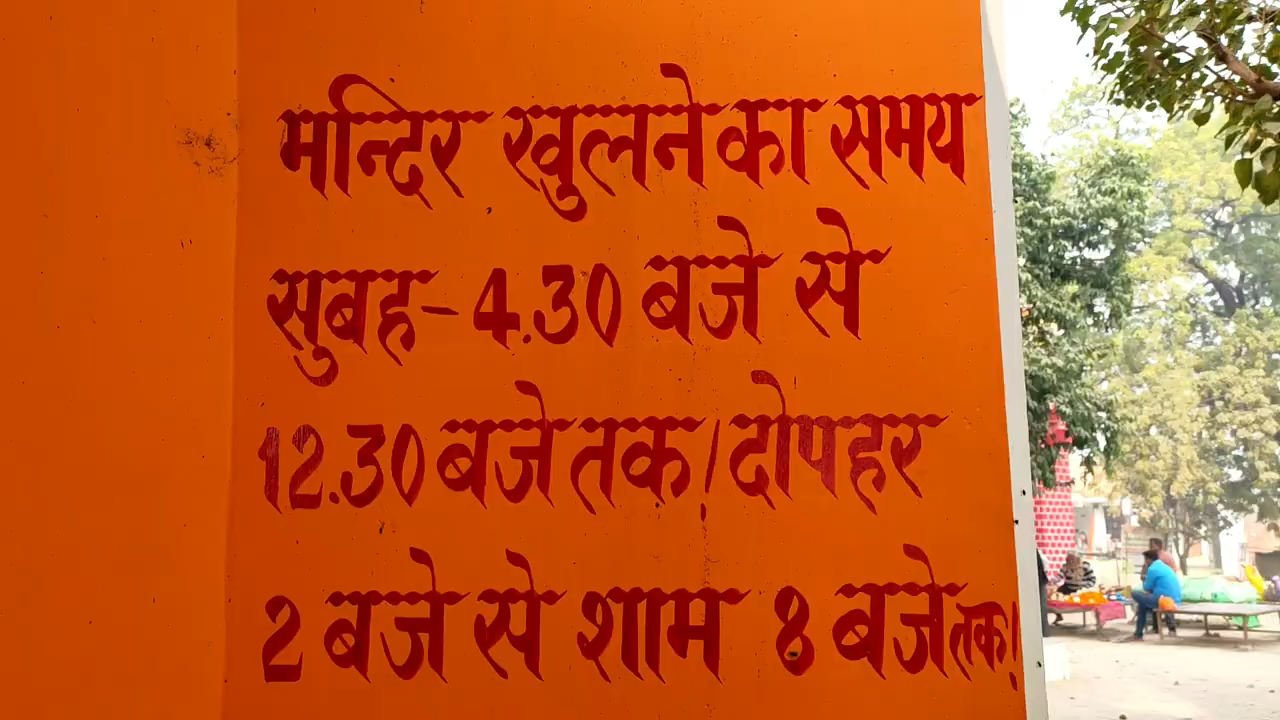 मन्दिर खुलने का समय
सुबह- 4.30 बजे से
12.30 बजे तक/दोपहर
2 बजे से शाम 8 बजे तक!